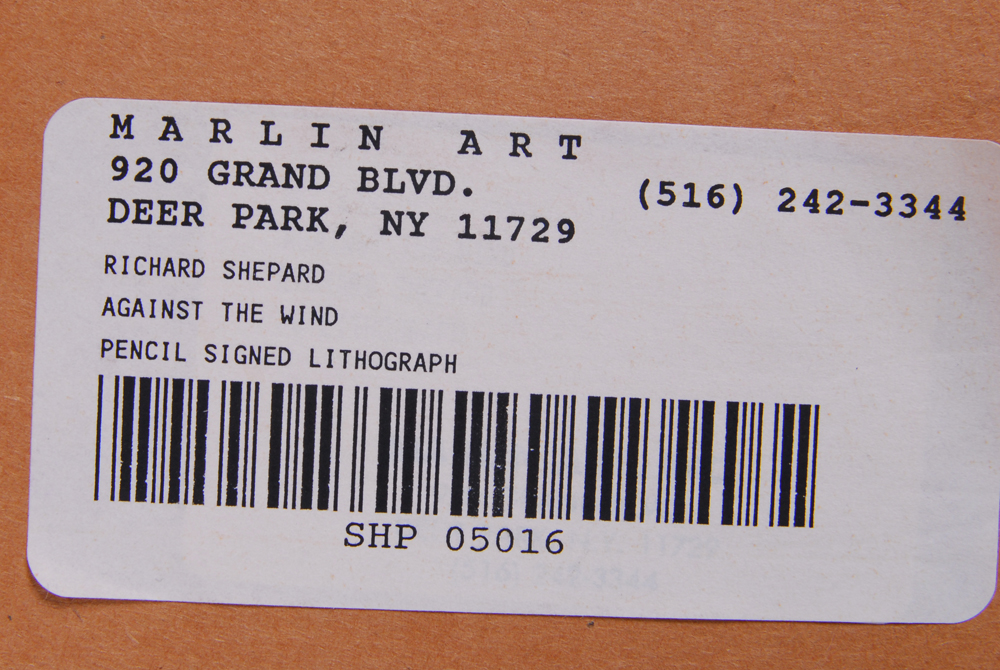 MARLIN ART
920 GRAND BLVD.
(516) 242-3344
DEER PARK, NY 11729
RICHARD SHEPARD
AGAINST THE WIND
PENCIL SIGNED LITHOGRAPH
SHP 05016